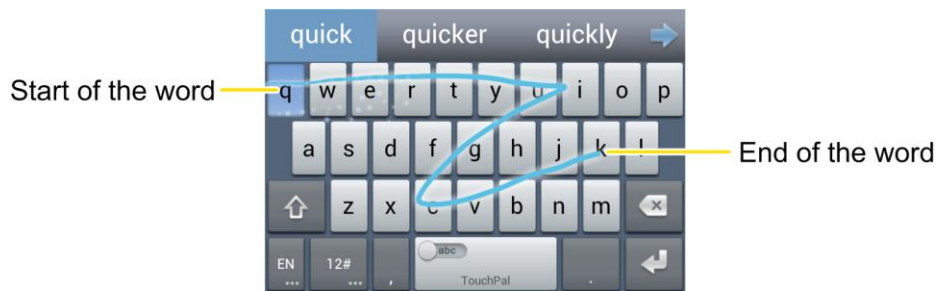 quick quicker quickly
Start of the word
q w e r t y u i o p
a s d f g h j k l
End of the word
z x c v b n m
EN 12# , abc .
... ... TouchPal